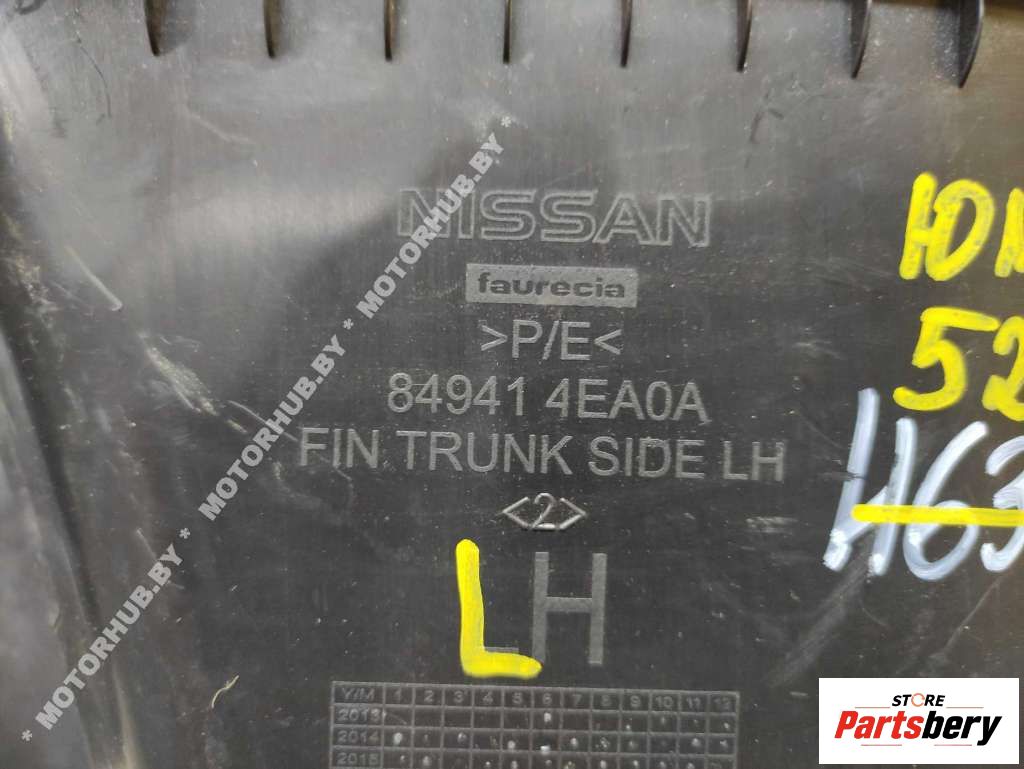 NISSAN
faurecia
>P/E<
84941 4EA0A
FIN TRUNK SIDE LH
<2>
LH
Y/M 1 2 3 4 5 6 7 8 9 10 11 12
2013
2014
2015
52
1163
* MOTORHUB.BY * MOTORHUB.BY * MOTORHUB.BY *
STORE
Partsbery